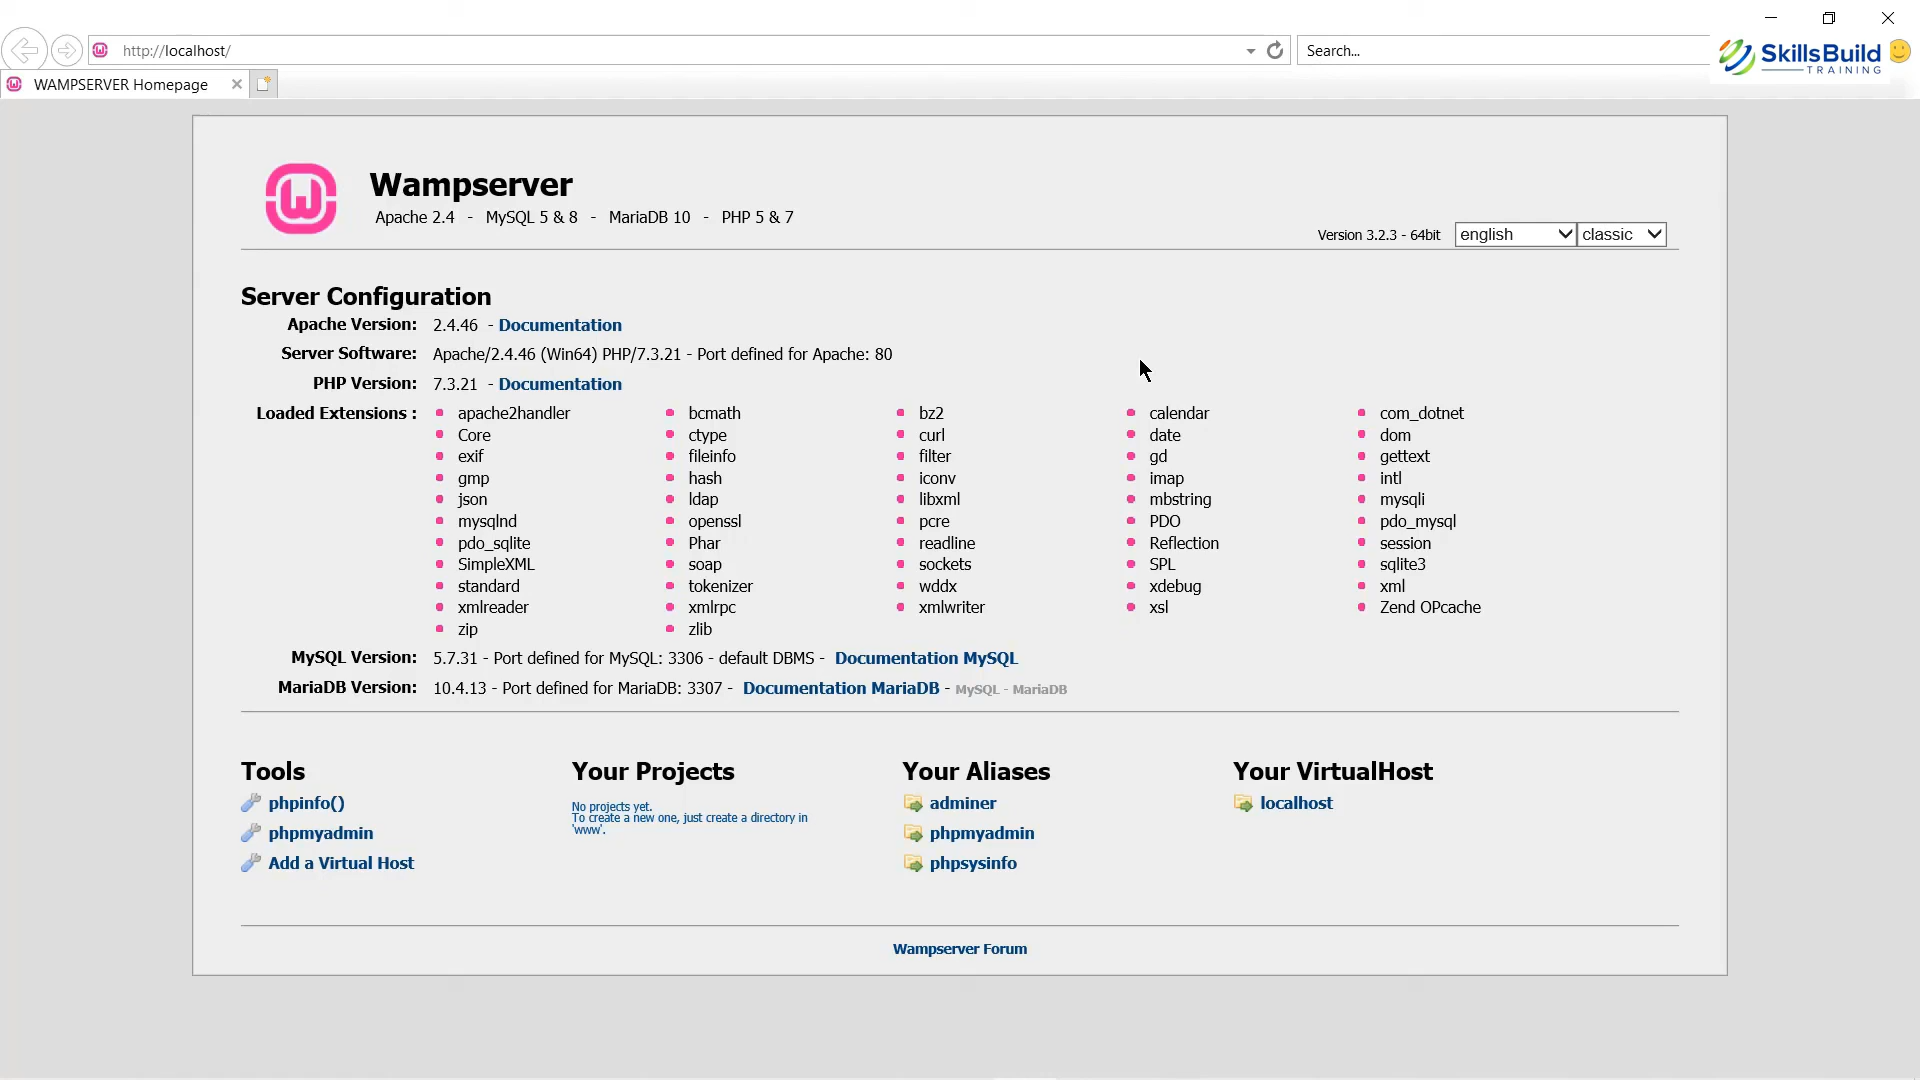 http://localhost/
Search...
SkillsBuild
TRAINING
WAMPSERVER Homepage
Wampserver
Apache 2.4 - MySQL 5 & 8 - MariaDB 10 - PHP 5 & 7
Version 3.2.3 - 64bit english classic
Server Configuration
Apache Version: 2.4.46 - Documentation
Server Software: Apache/2.4.46 (Win64) PHP/7.3.21 - Port defined for Apache: 80
PHP Version: 7.3.21 - Documentation
Loaded Extensions : apache2handler bcmath bz2 calendar com_dotnet
Core ctype curl date dom
exif fileinfo filter gd gettext
gmp hash iconv imap intl
json ldap libxml mbstring mysqli
mysqlnd openssl pcre PDO pdo_mysql
pdo_sqlite Phar readline Reflection session
SimpleXML soap sockets SPL sqlite3
standard tokenizer wddx xdebug xml
xmlreader xmlrpc xmlwriter xsl Zend OPcache
zip zlib
MySQL Version: 5.7.31 - Port defined for MySQL: 3306 - default DBMS - Documentation MySQL
MariaDB Version: 10.4.13 - Port defined for MariaDB: 3307 - Documentation MariaDB - MySQL - MariaDB
Tools
phpinfo()
phpmyadmin
Add a Virtual Host
Your Projects
No projects yet.
To create a new one, just create a directory in
'www'.
Your Aliases
adminer
phpmyadmin
phpsysinfo
Your VirtualHost
localhost
Wampserver Forum